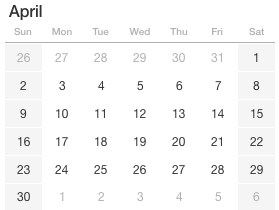 April
Sun Mon Tue Wed Thu Fri Sat
26 27 28 29 30 31 1
2 3 4 5 6 7 8
9 10 11 12 13 14 15
16 17 18 19 20 21 22
23 24 25 26 27 28 29
30 1 2 3 4 5 6